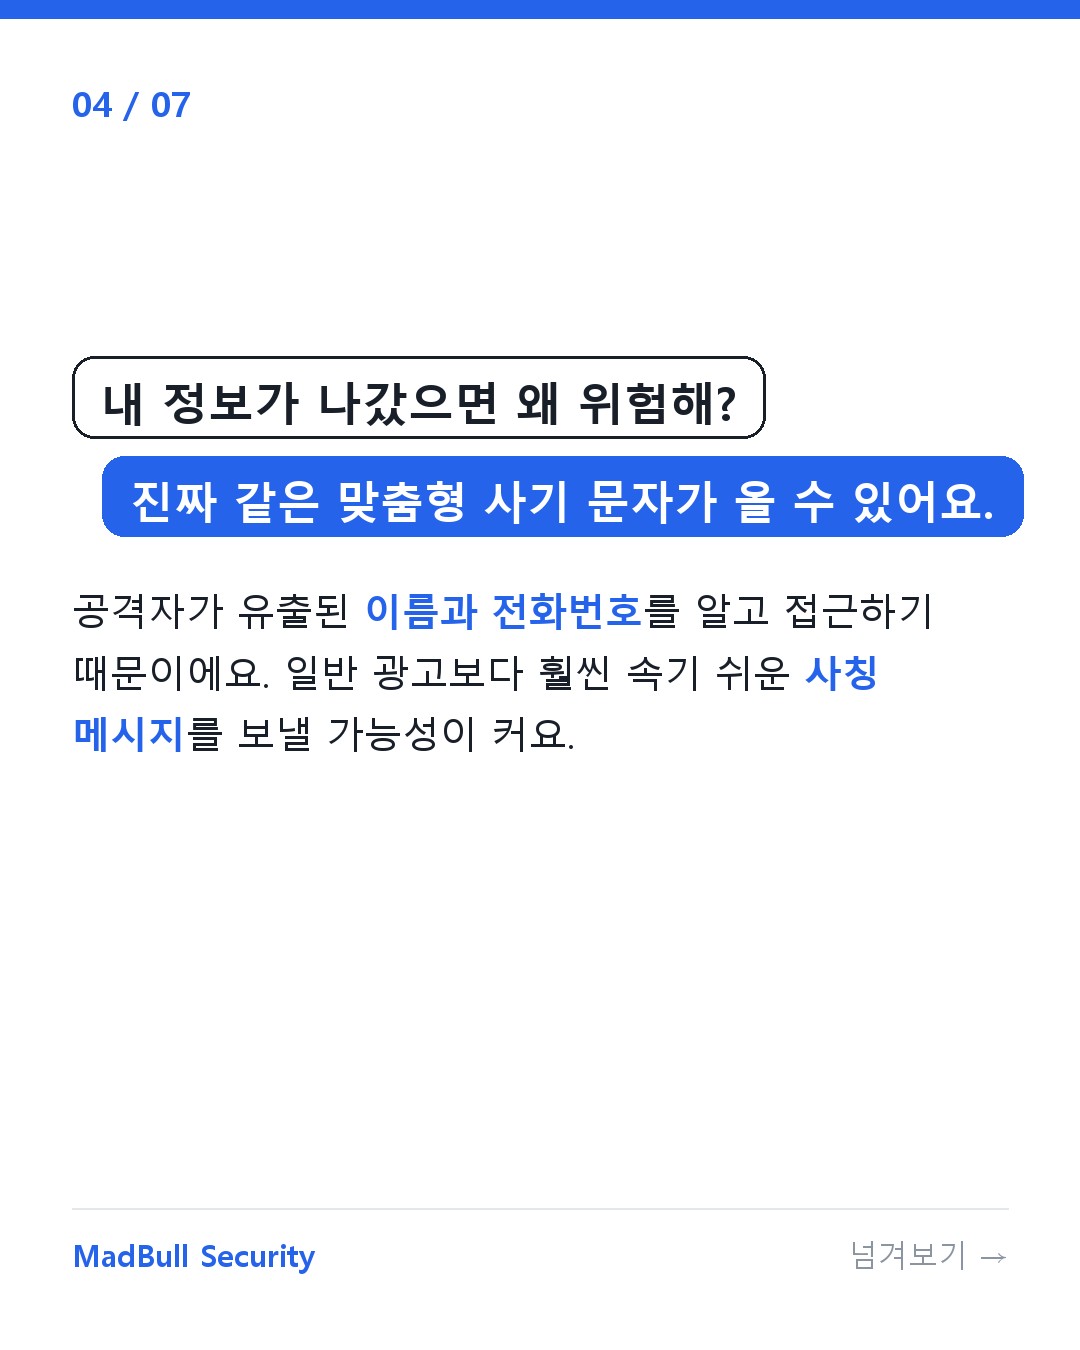 04 / 07
내 정보가 나갔으면 왜 위험해?
진짜 같은 맞춤형 사기 문자가 올 수 있어요.
공격자가 유출된 이름과 전화번호를 알고 접근하기
때문이에요. 일반 광고보다 훨씬 속기 쉬운 사칭
메시지를 보낼 가능성이 커요.
MadBull Security
넘겨보기 →